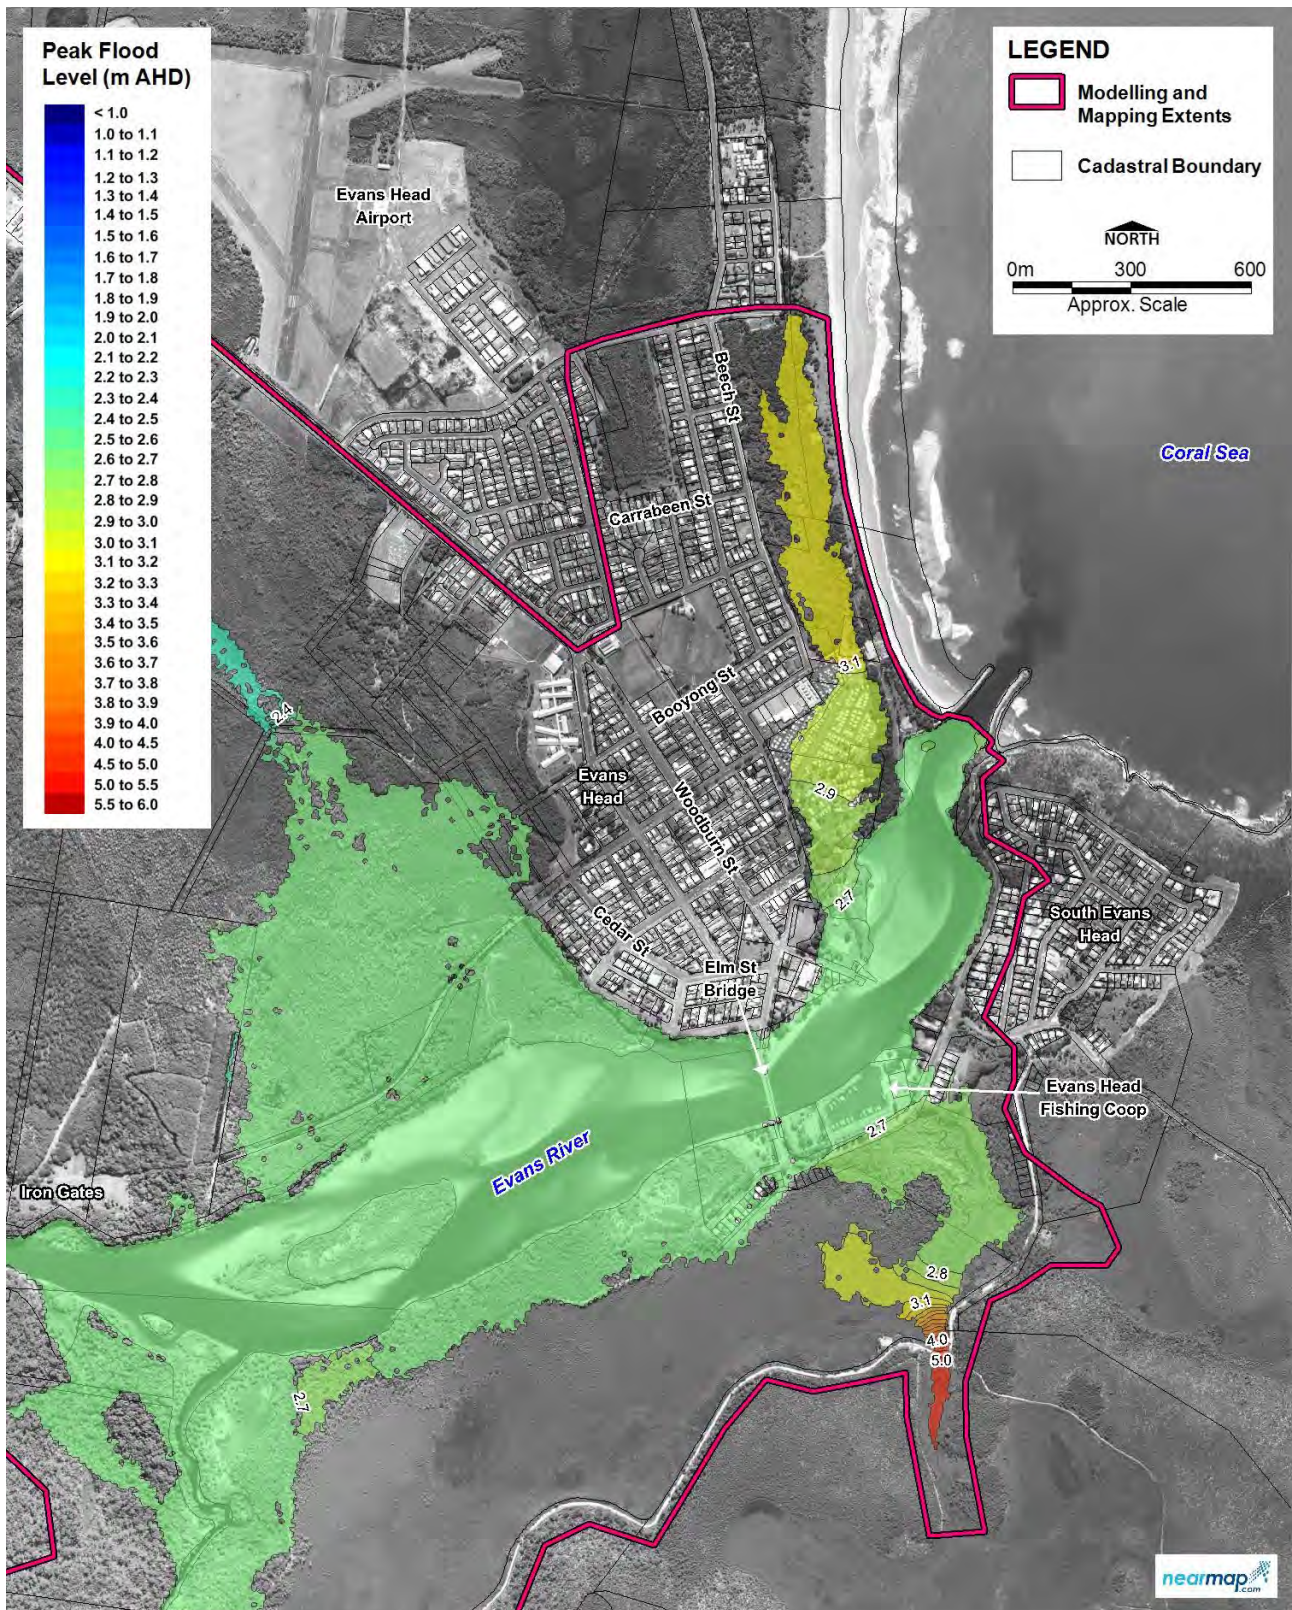 Peak Flood
Level (m AHD)
< 1.0
1.0 to 1.1
1.1 to 1.2
1.2 to 1.3
1.3 to 1.4
1.4 to 1.5
1.5 to 1.6
1.6 to 1.7
1.7 to 1.8
1.8 to 1.9
1.9 to 2.0
2.0 to 2.1
2.1 to 2.2
2.2 to 2.3
2.3 to 2.4
2.4 to 2.5
2.5 to 2.6
2.6 to 2.7
2.7 to 2.8
2.8 to 2.9
2.9 to 3.0
3.0 to 3.1
3.1 to 3.2
3.2 to 3.3
3.3 to 3.4
3.4 to 3.5
3.5 to 3.6
3.6 to 3.7
3.7 to 3.8
3.8 to 3.9
3.9 to 4.0
4.0 to 4.5
4.5 to 5.0
5.0 to 5.5
5.5 to 6.0
LEGEND
Modelling and
Mapping Extents
Cadastral Boundary
NORTH
0m 300 600
Approx. Scale
Evans Head
Airport
Beech St
Coral Sea
Carrabeen St
3.1
Booyong St
2.4
Evans
Head
2.9
Woodburn St
2.7
Cedar St
South Evans
Head
Elm St
Bridge
Evans Head
Fishing Coop
2.7
Evans River
Iron Gates
2.8
3.1
4.0
5.0
2.7
nearmap
.com